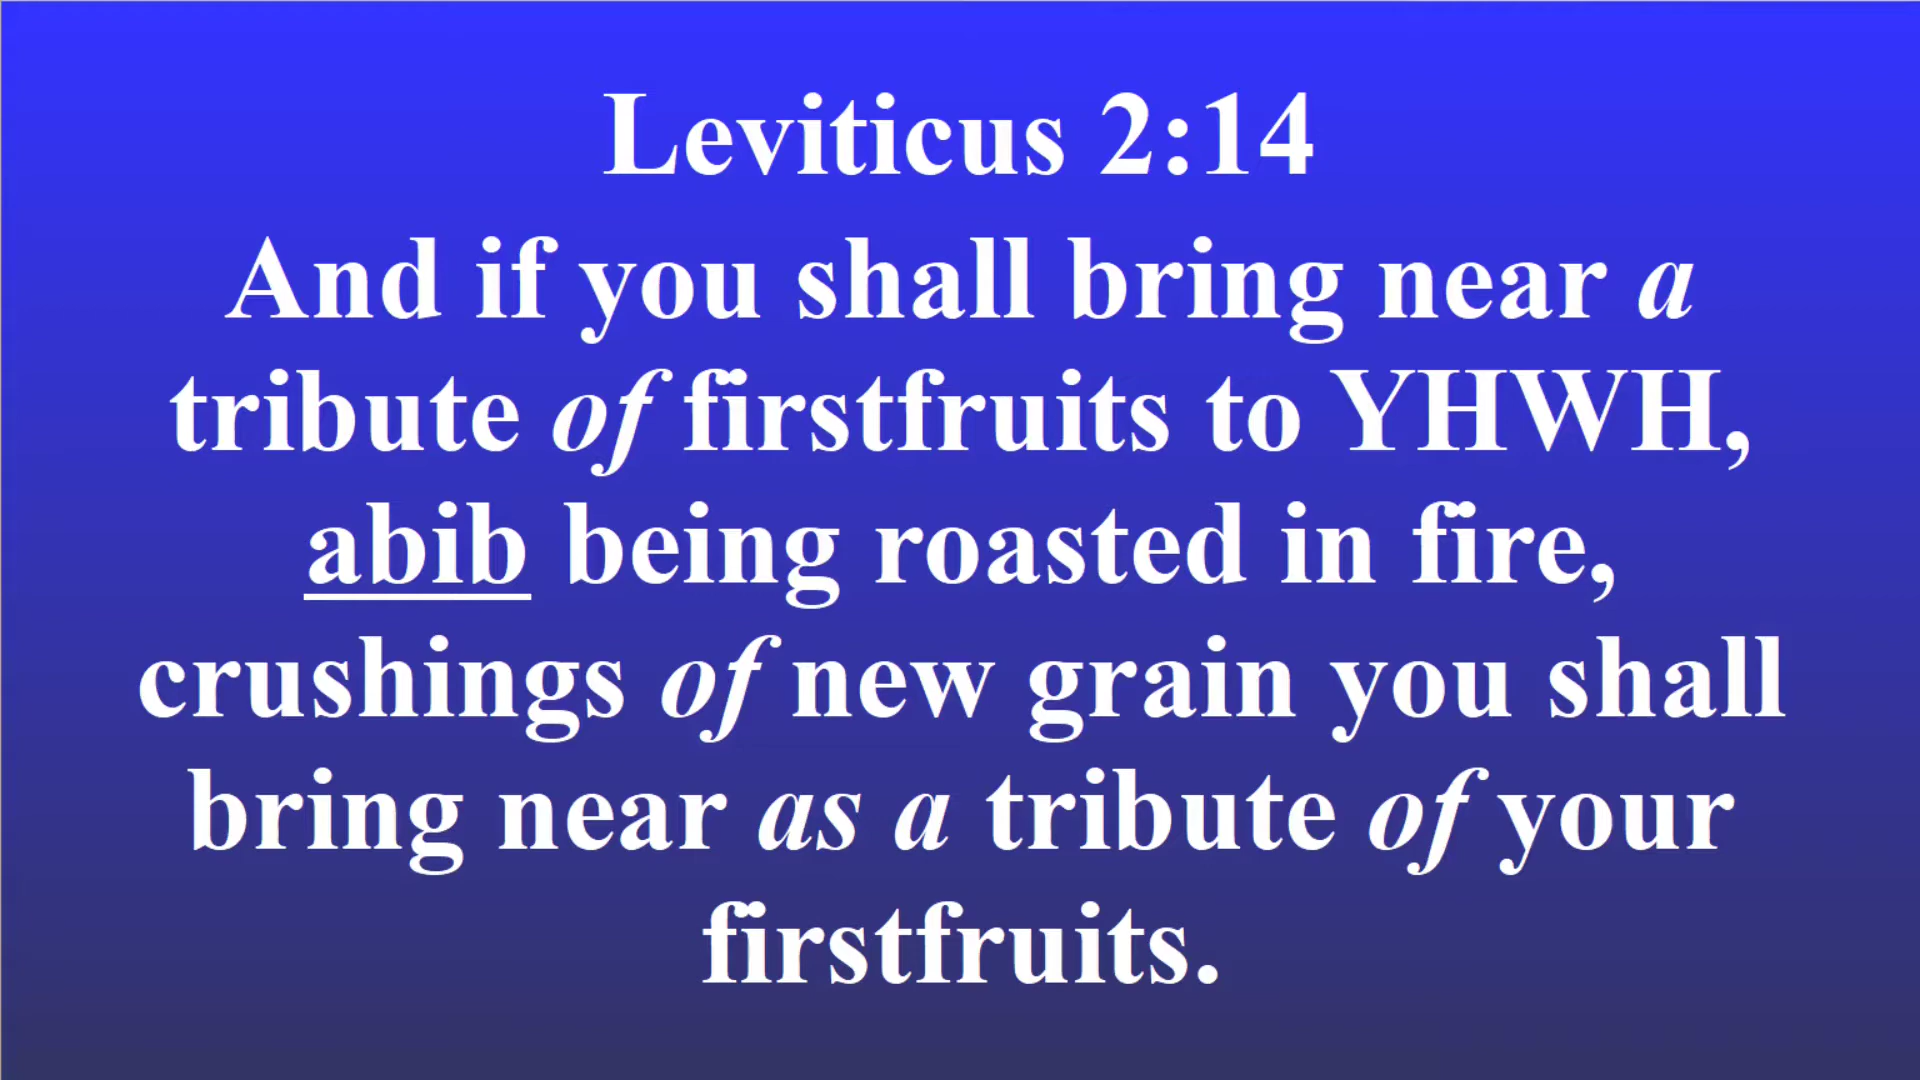 Leviticus 2:14
And if you shall bring near a
tribute of firstfruits to YHWH,
abib being roasted in fire,
crushings of new grain you shall
bring near as a tribute of your
firstfruits.